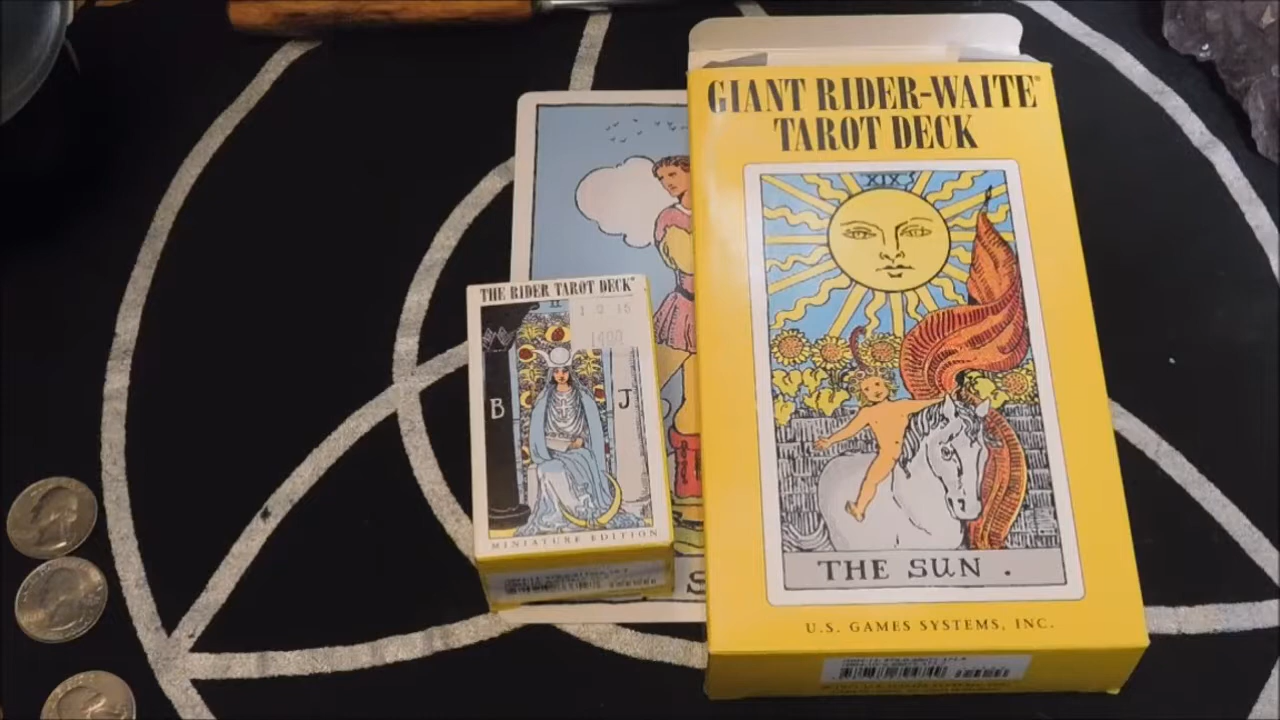 GIANT RIDER-WAITE®
TAROT DECK
XIX
THE SUN .
U.S. GAMES SYSTEMS, INC.
THE RIDER TAROT DECK®
II
B
J
MINIATURE EDITION
S